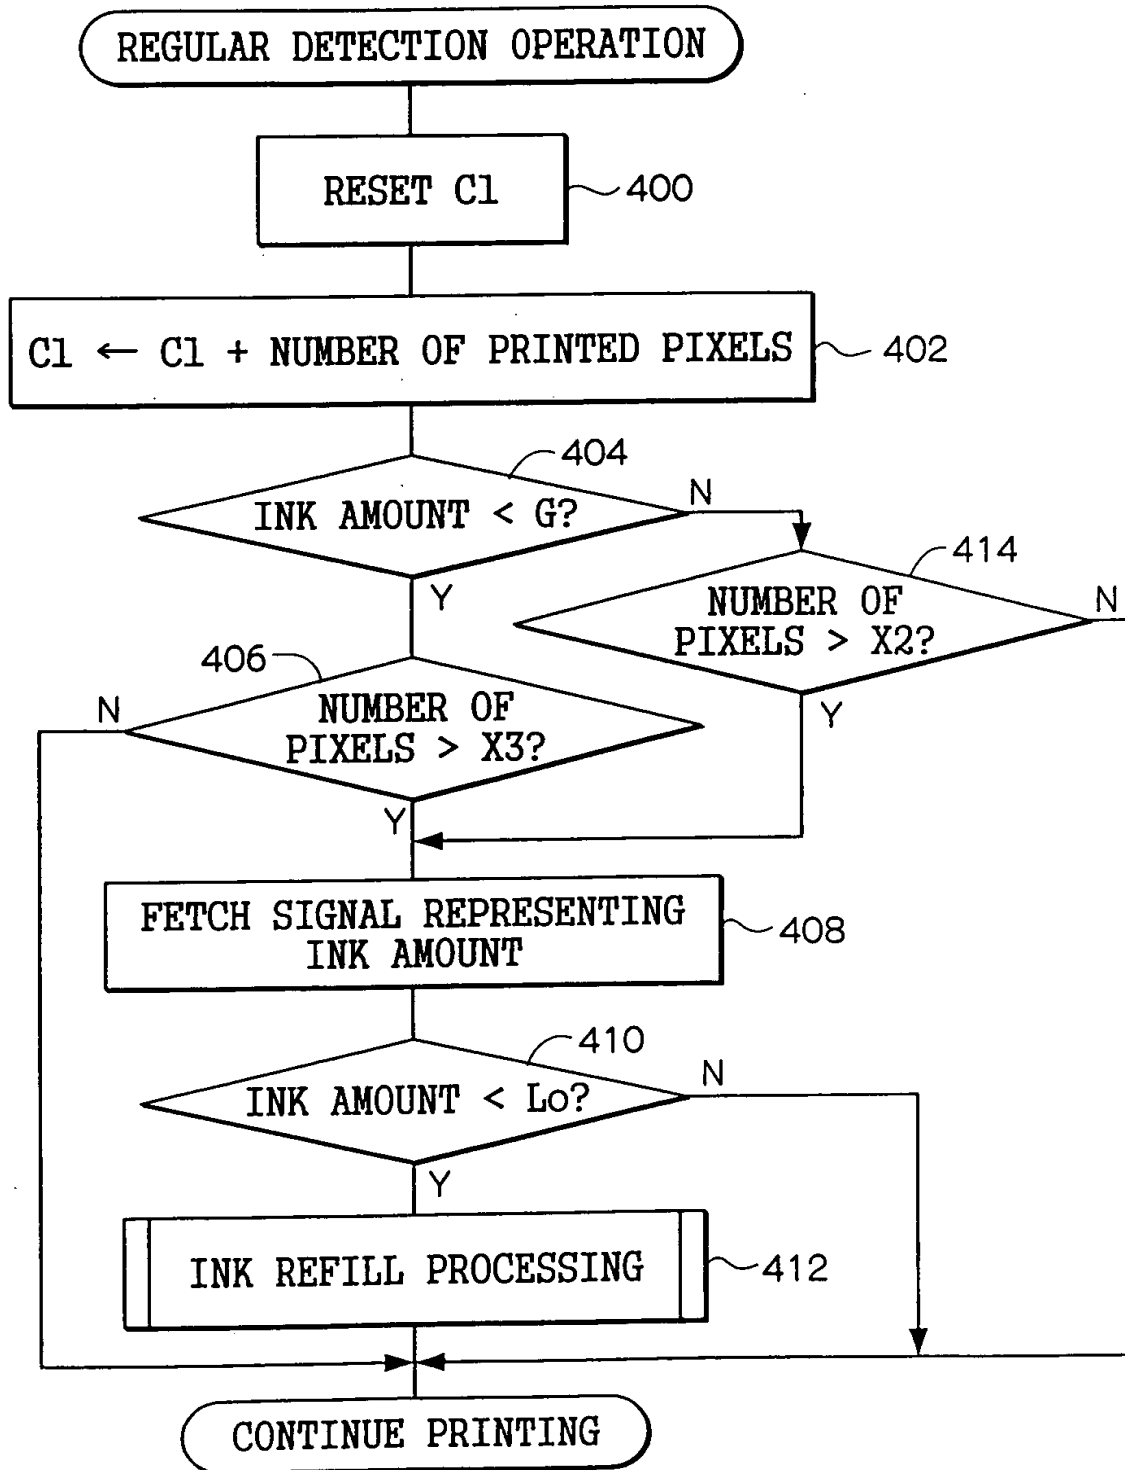 REGULAR DETECTION OPERATION
RESET C1
400
C1 ← C1 + NUMBER OF PRINTED PIXELS
402
404
INK AMOUNT < G?
N
Y
414
NUMBER OF
PIXELS > X2?
N
Y
406
NUMBER OF
PIXELS > X3?
N
Y
FETCH SIGNAL REPRESENTING
INK AMOUNT
408
410
INK AMOUNT < Lo?
N
Y
INK REFILL PROCESSING
412
CONTINUE PRINTING